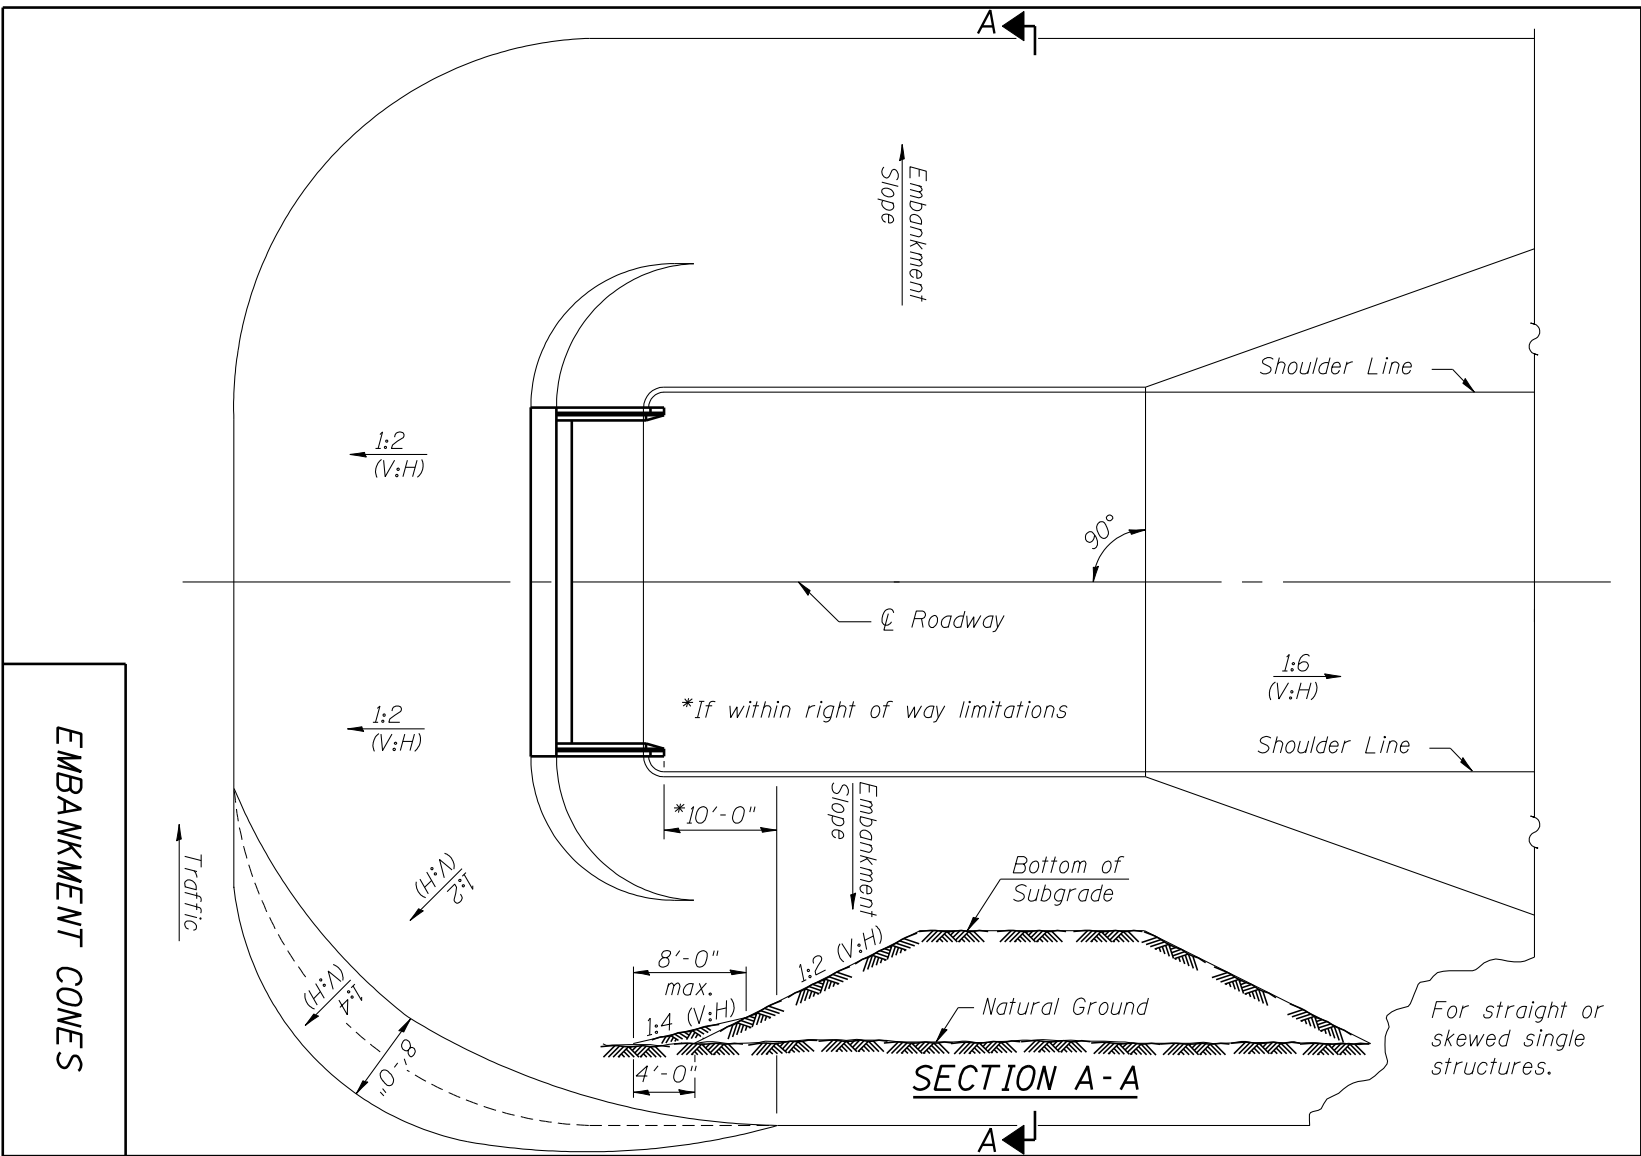 A
Embankment
Slope
Shoulder Line
1:2
(V:H)
90°
℄ Roadway
1:6
(V:H)
*If within right of way limitations
1:2
(V:H)
Shoulder Line
*10'-0"
Embankment
Slope
Traffic
1:2
(V:H)
Bottom of
Subgrade
1:2 (V:H)
8'-0"
max.
1:4 (V:H)
Natural Ground
1:4
(V:H)
8'-0"
4'-0"
SECTION A-A
For straight or
skewed single
structures.
A
EMBANKMENT CONES